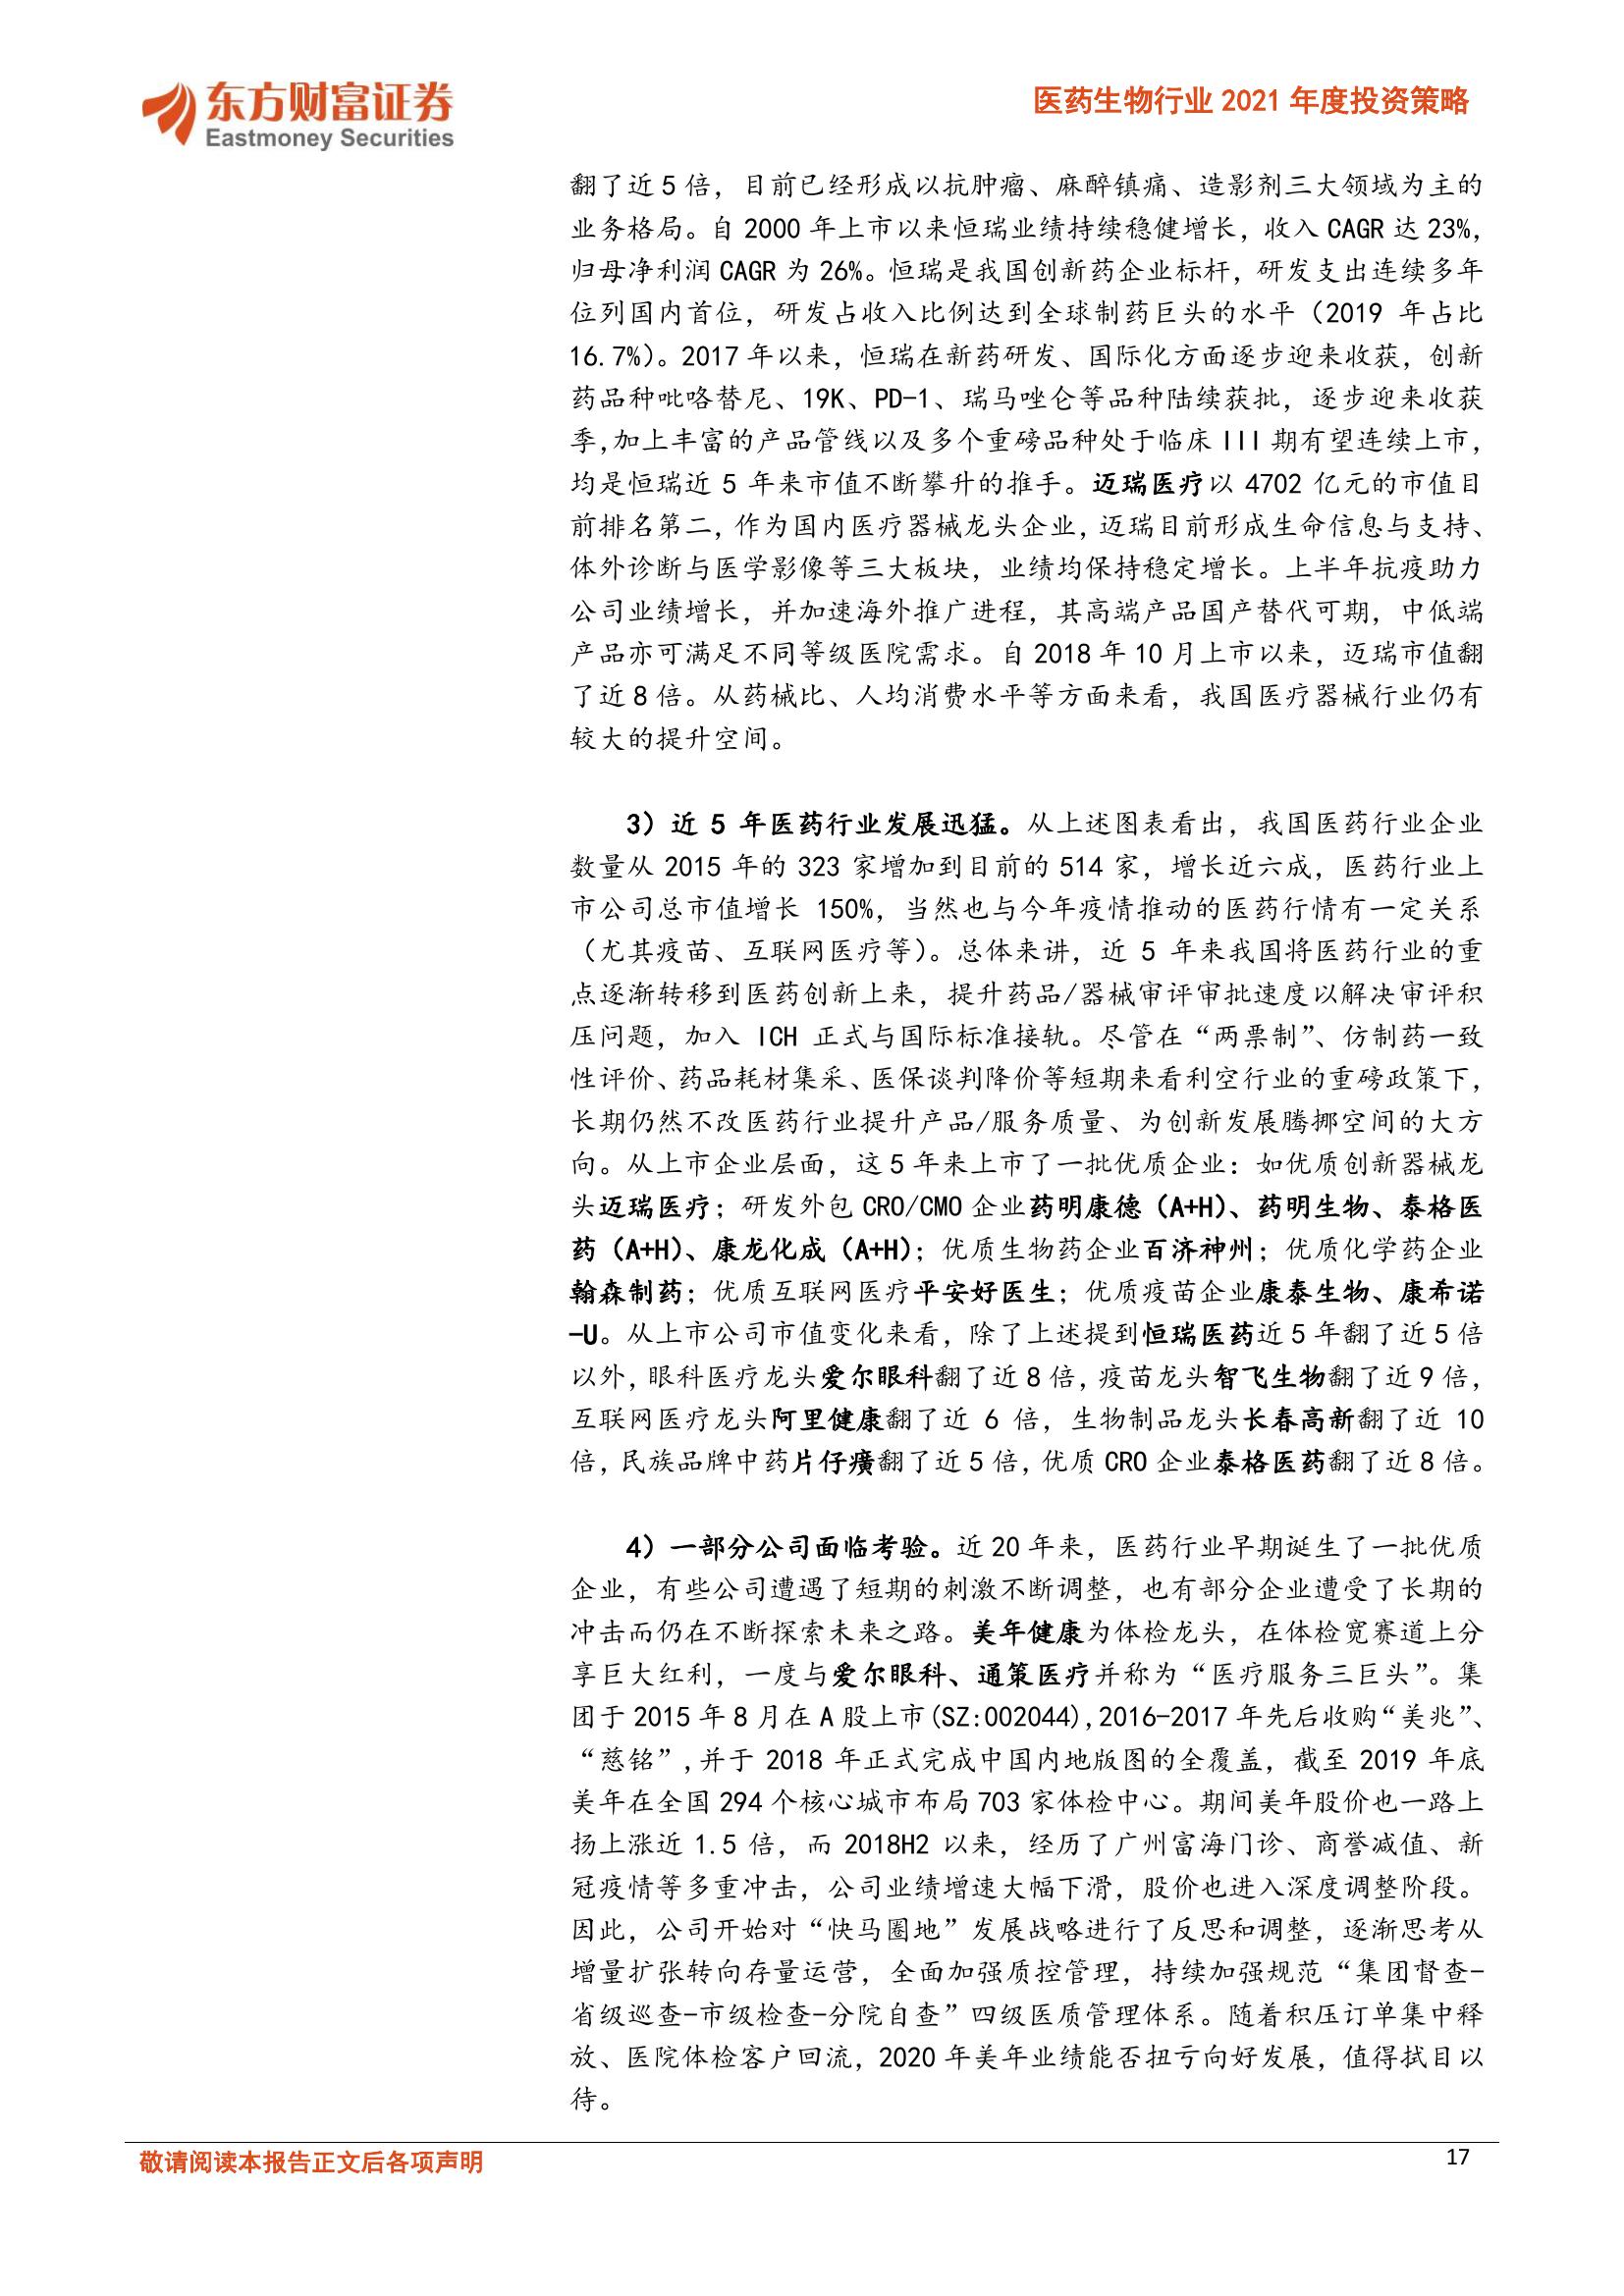 东方财富证券
Eastmoney Securities
医药生物行业 2021 年度投资策略
翻了近 5 倍，目前已经形成以抗肿瘤、麻醉镇痛、造影剂三大领域为主的
业务格局。自 2000 年上市以来恒瑞业绩持续稳健增长，收入 CAGR 达 23%，
归母净利润 CAGR 为 26%。恒瑞是我国创新药企业标杆，研发支出连续多年
位列国内首位，研发占收入比例达到全球制药巨头的水平（2019 年占比
16.7%）。2017 年以来，恒瑞在新药研发、国际化方面逐步迎来收获，创新
药品种吡咯替尼、19K、PD-1、瑞马唑仑等品种陆续获批，逐步迎来收获
季,加上丰富的产品管线以及多个重磅品种处于临床 III 期有望连续上市，
均是恒瑞近 5 年来市值不断攀升的推手。迈瑞医疗以 4702 亿元的市值目
前排名第二，作为国内医疗器械龙头企业，迈瑞目前形成生命信息与支持、
体外诊断与医学影像等三大板块，业绩均保持稳定增长。上半年抗疫助力
公司业绩增长，并加速海外推广进程，其高端产品国产替代可期，中低端
产品亦可满足不同等级医院需求。自 2018 年 10 月上市以来，迈瑞市值翻
了近 8 倍。从药械比、人均消费水平等方面来看，我国医疗器械行业仍有
较大的提升空间。
3）近 5 年医药行业发展迅猛。从上述图表看出，我国医药行业企业
数量从 2015 年的 323 家增加到目前的 514 家，增长近六成，医药行业上
市公司总市值增长 150%，当然也与今年疫情推动的医药行情有一定关系
（尤其疫苗、互联网医疗等）。总体来讲，近 5 年来我国将医药行业的重
点逐渐转移到医药创新上来，提升药品/器械审评审批速度以解决审评积
压问题，加入 ICH 正式与国际标准接轨。尽管在“两票制”、仿制药一致
性评价、药品耗材集采、医保谈判降价等短期来看利空行业的重磅政策下，
长期仍然不改医药行业提升产品/服务质量、为创新发展腾挪空间的大方
向。从上市企业层面，这 5 年来上市了一批优质企业：如优质创新器械龙
头迈瑞医疗；研发外包 CRO/CMO 企业药明康德（A+H）、药明生物、泰格医
药（A+H）、康龙化成（A+H）；优质生物药企业百济神州；优质化学药企业
翰森制药；优质互联网医疗平安好医生；优质疫苗企业康泰生物、康希诺
-U。从上市公司市值变化来看，除了上述提到恒瑞医药近 5 年翻了近 5 倍
以外，眼科医疗龙头爱尔眼科翻了近 8 倍，疫苗龙头智飞生物翻了近 9 倍，
互联网医疗龙头阿里健康翻了近 6 倍，生物制品龙头长春高新翻了近 10
倍，民族品牌中药片仔癀翻了近 5 倍，优质 CRO 企业泰格医药翻了近 8 倍。
4）一部分公司面临考验。近 20 年来，医药行业早期诞生了一批优质
企业，有些公司遭遇了短期的刺激不断调整，也有部分企业遭受了长期的
冲击而仍在不断探索未来之路。美年健康为体检龙头，在体检宽赛道上分
享巨大红利，一度与爱尔眼科、通策医疗并称为“医疗服务三巨头”。集
团于 2015 年 8 月在 A 股上市(SZ:002044),2016-2017 年先后收购“美兆”、
“慈铭”,并于 2018 年正式完成中国内地版图的全覆盖，截至 2019 年底
美年在全国 294 个核心城市布局 703 家体检中心。期间美年股价也一路上
扬上涨近 1.5 倍，而 2018H2 以来，经历了广州富海门诊、商誉减值、新
冠疫情等多重冲击，公司业绩增速大幅下滑，股价也进入深度调整阶段。
因此，公司开始对“快马圈地”发展战略进行了反思和调整，逐渐思考从
增量扩张转向存量运营，全面加强质控管理，持续加强规范“集团督查-
省级巡查-市级检查-分院自查”四级医质管理体系。随着积压订单集中释
放、医院体检客户回流，2020 年美年业绩能否扭亏向好发展，值得拭目以
待。
敬请阅读本报告正文后各项声明
17